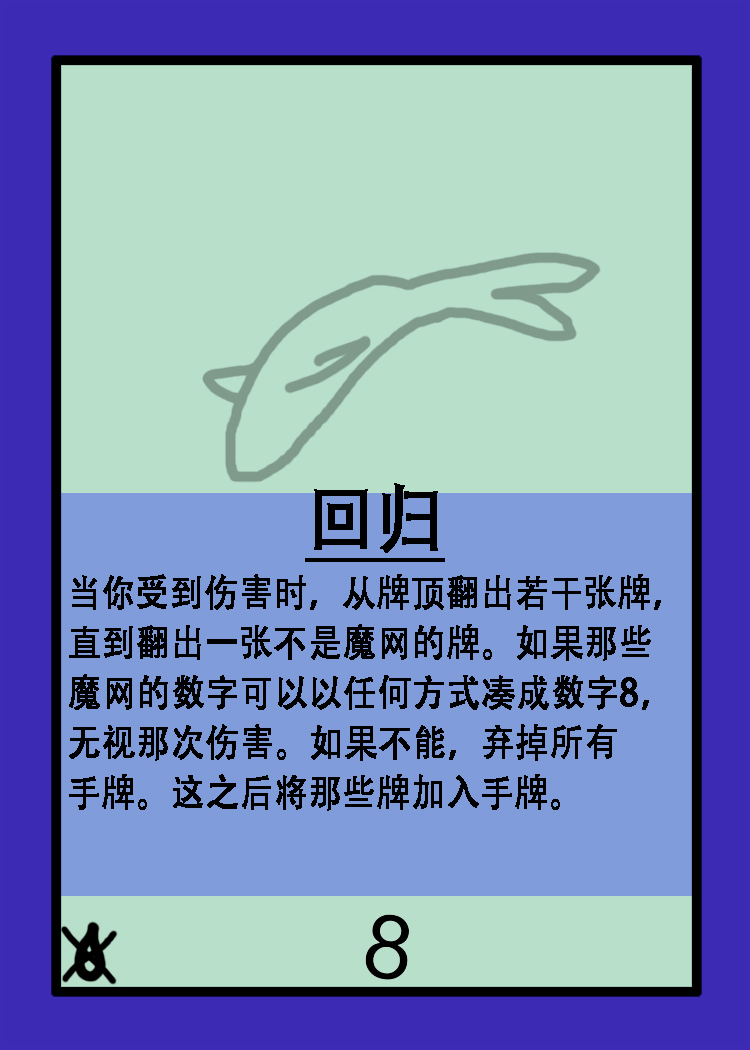 回归
当你受到伤害时，从牌顶翻出若干张牌，
直到翻出一张不是魔网的牌。如果那些
魔网的数字可以以任何方式凑成数字8，
无视那次伤害。如果不能，弃掉所有
手牌。这之后将那些牌加入手牌。
8